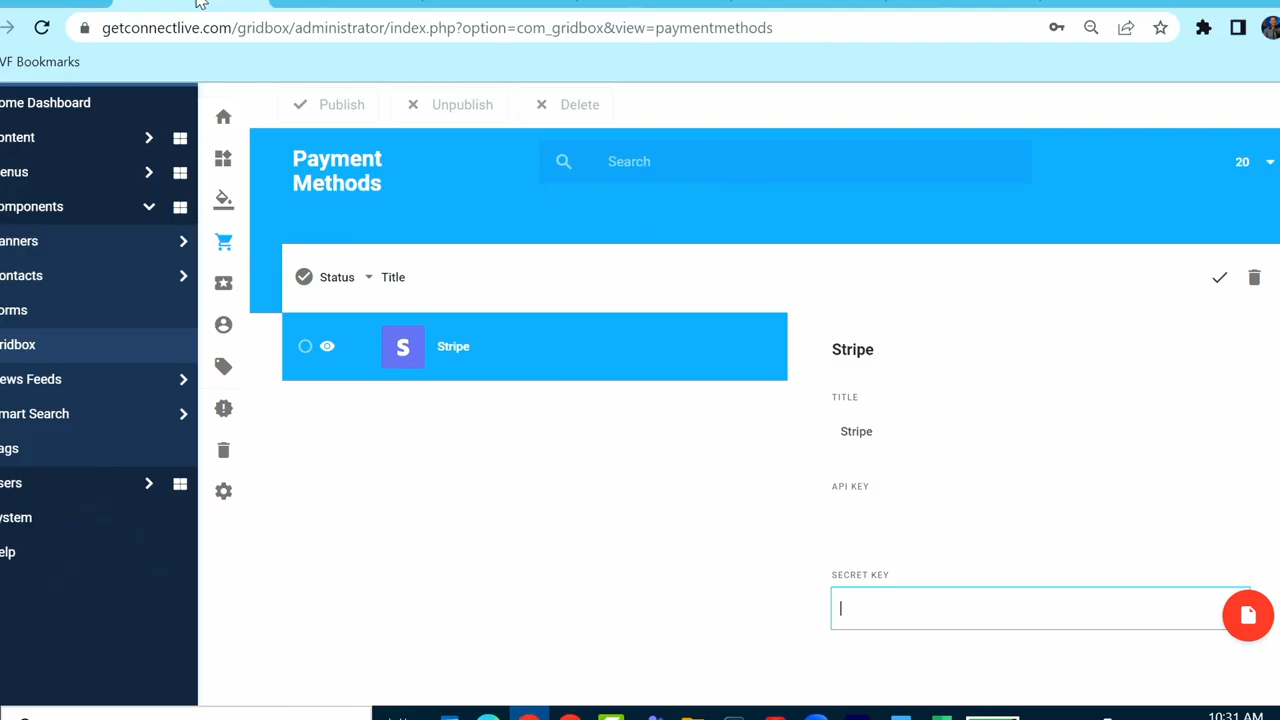 getconnectlive.com/gridbox/administrator/index.php?option=com_gridbox&view=paymentmethods
VF Bookmarks
ome Dashboard
ontent
enus
omponents
anners
ontacts
orms
ridbox
ews Feeds
mart Search
ags
sers
ystem
elp
Publish
Unpublish
Delete
Payment
Methods
Search
20
Status
Title
S
Stripe
Stripe
TITLE
Stripe
API KEY
SECRET KEY
10:31 AM